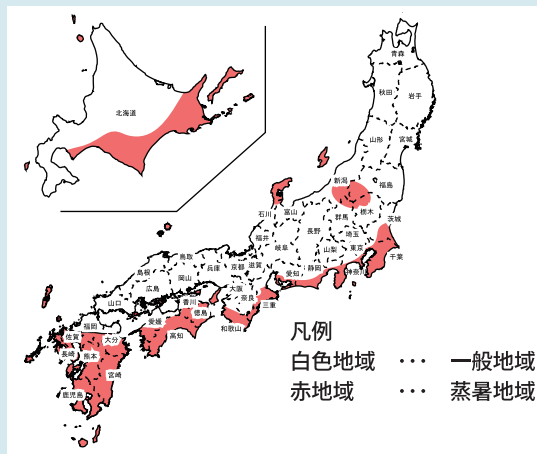 北海道
青森
秋田
岩手
山形
宮城
新潟
福島
石川
富山
群馬
栃木
茨城
福井
長野
埼玉
岐阜
山梨
東京
千葉
愛知
静岡
神奈川
鳥取
島根
兵庫
京都
滋賀
岡山
広島
大阪
奈良
三重
山口
香川
徳島
和歌山
愛媛
高知
福岡
佐賀
大分
長崎
熊本
宮崎
鹿児島
凡例
白色地域 ・・・ 一般地域
赤地域 ・・・ 蒸暑地域